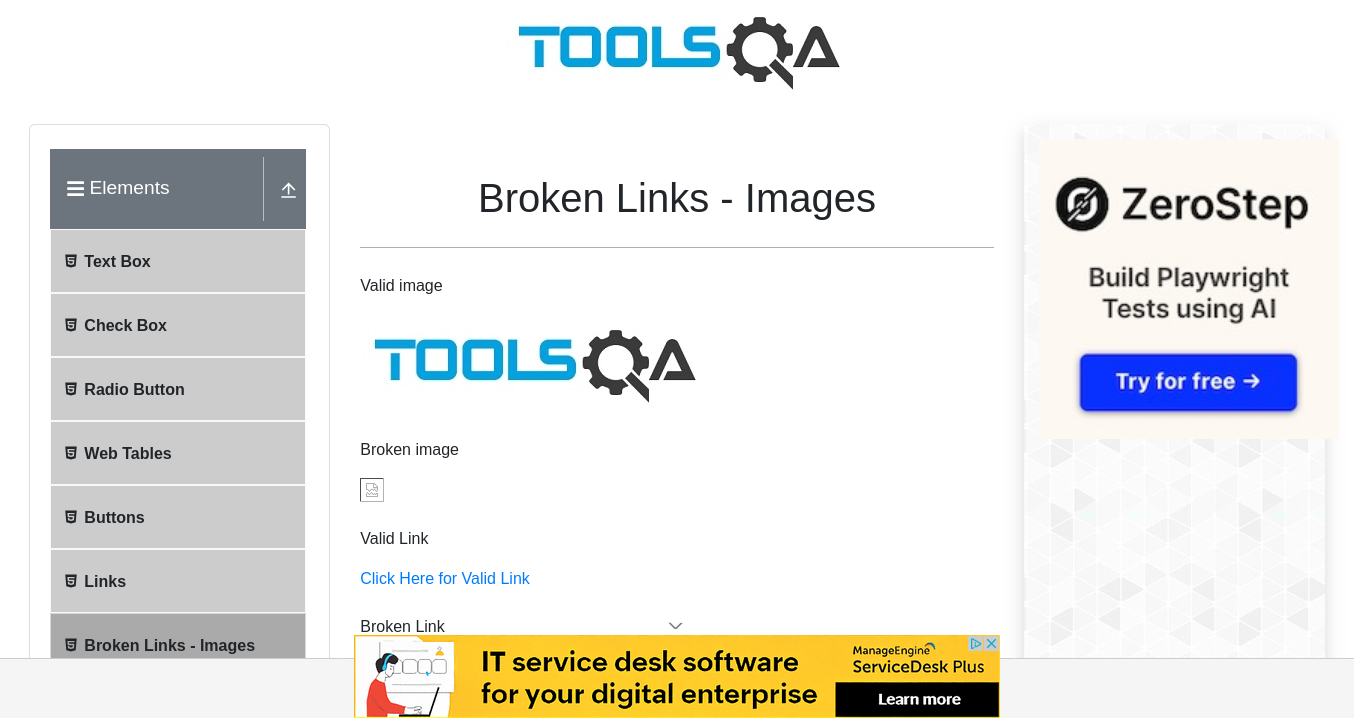 TOOLSQA
Elements
Text Box
Check Box
Radio Button
Web Tables
Buttons
Links
Broken Links - Images
Broken Links - Images
Valid image
TOOLSQA
Broken image
Valid Link
Click Here for Valid Link
Broken Link
ZeroStep
Build Playwright
Tests using AI
Try for free →
IT service desk software
for your digital enterprise
ManageEngine
ServiceDesk Plus
Learn more